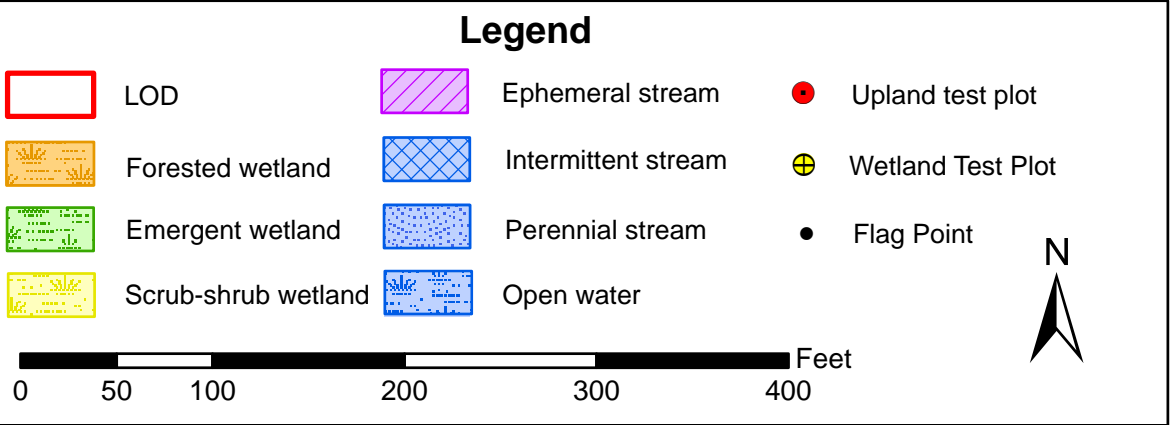 Legend
LOD
Forested wetland
Emergent wetland
Scrub-shrub wetland
Ephemeral stream
Intermittent stream
Perennial stream
Open water
Upland test plot
Wetland Test Plot
Flag Point
N
Feet
0 50 100 200 300 400